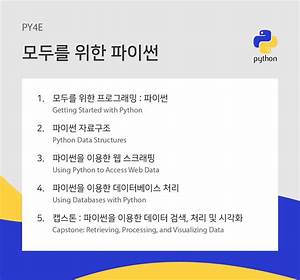 PY4E
모두를 위한 파이썬
python
1. 모두를 위한 프로그래밍 : 파이썬
Getting Started with Python
2. 파이썬 자료구조
Python Data Structures
3. 파이썬을 이용한 웹 스크래핑
Using Python to Access Web Data
4. 파이썬을 이용한 데이터베이스 처리
Using Databases with Python
5. 캡스톤 : 파이썬을 이용한 데이터 검색, 처리 및 시각화
Capstone: Retrieving, Processing, and Visualizing Data